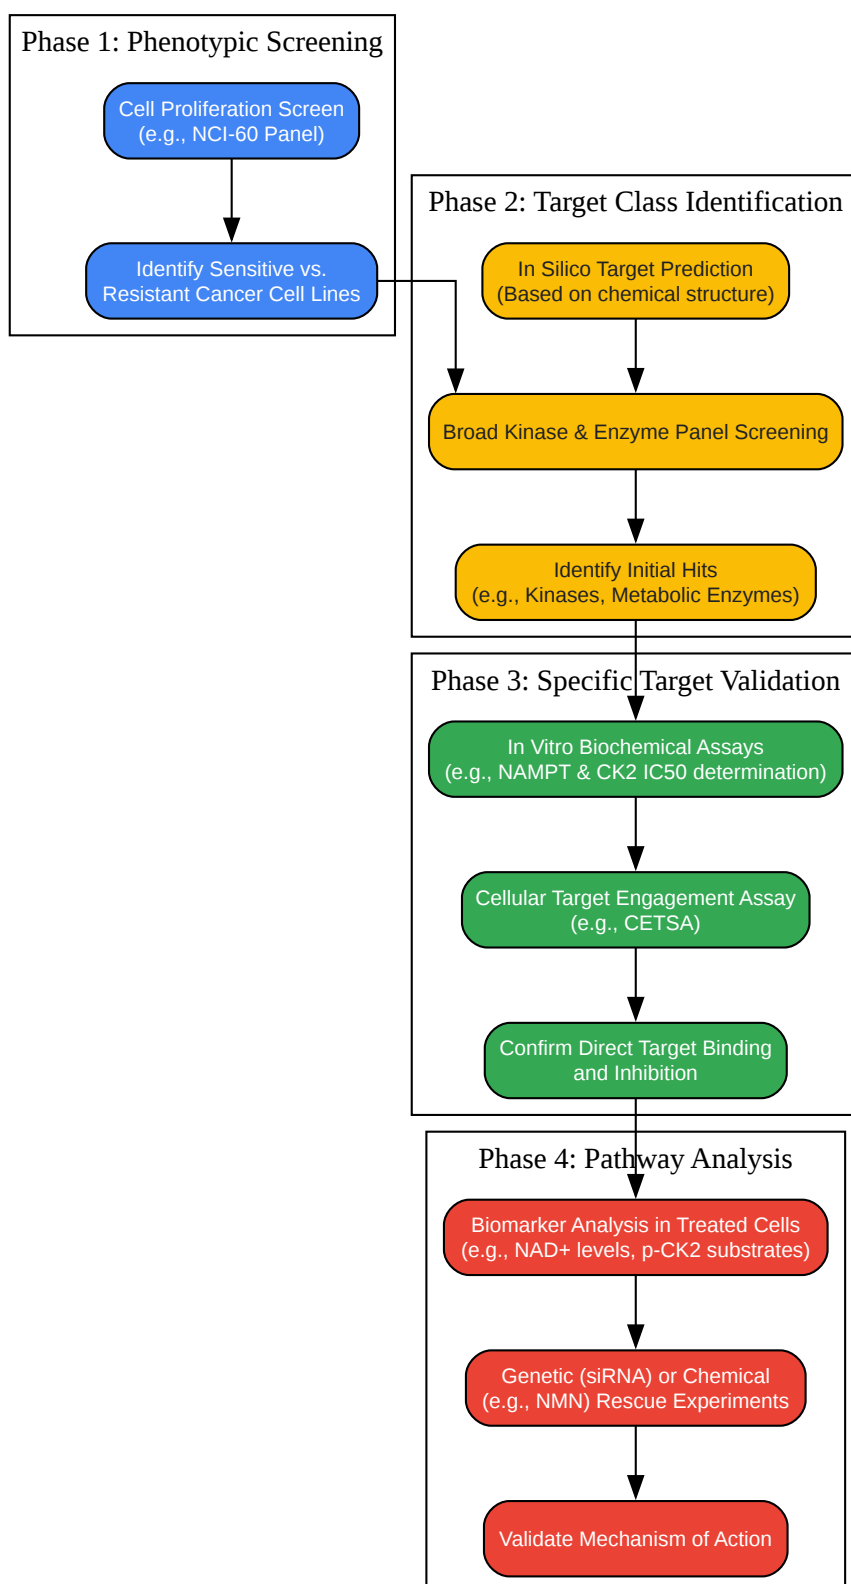 Phase 1: Phenotypic Screening
Cell Proliferation Screen
(e.g., NCI-60 Panel)
Identify Sensitive vs.
Resistant Cancer Cell Lines
Phase 2: Target Class Identification
In Silico Target Prediction
(Based on chemical structure)
Broad Kinase & Enzyme Panel Screening
Identify Initial Hits
(e.g., Kinases, Metabolic Enzymes)
Phase 3: Specific Target Validation
In Vitro Biochemical Assays
(e.g., NAMPT & CK2 IC50 determination)
Cellular Target Engagement Assay
(e.g., CETSA)
Confirm Direct Target Binding
and Inhibition
Phase 4: Pathway Analysis
Biomarker Analysis in Treated Cells
(e.g., NAD+ levels, p-CK2 substrates)
Genetic (siRNA) or Chemical
(e.g., NMN) Rescue Experiments
Validate Mechanism of Action